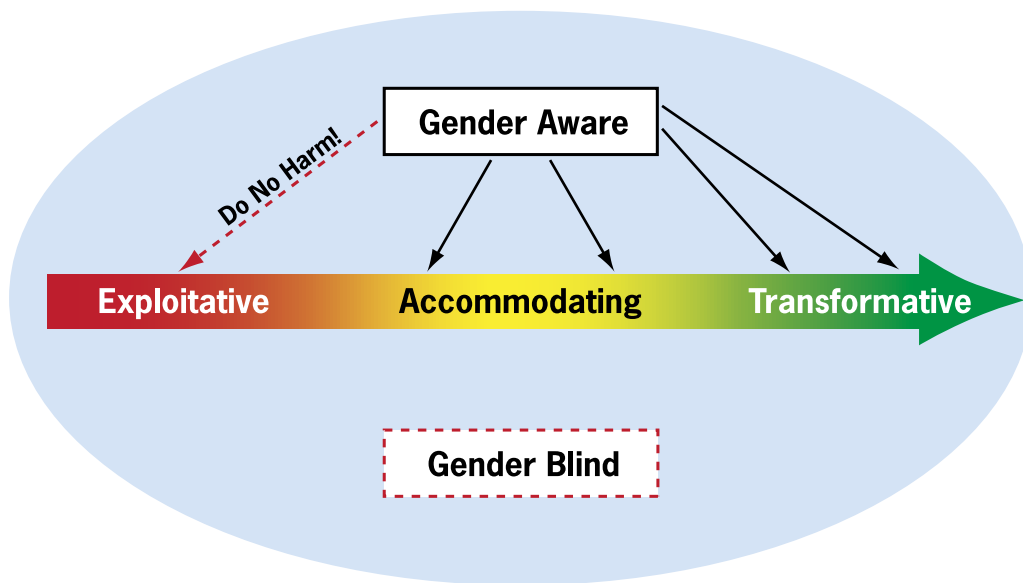 Gender Aware
Do No Harm!
Exploitative
Accommodating
Transformative
Gender Blind